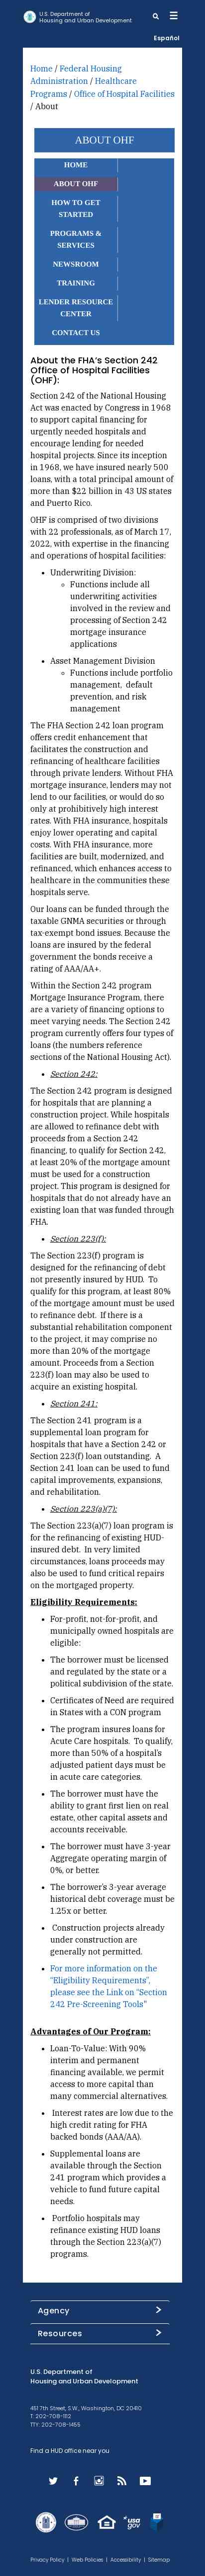 U.S. Department of
Housing and Urban Development
Español
Home / Federal Housing
Administration / Healthcare
Programs / Office of Hospital Facilities
/ About
ABOUT OHF
HOME
ABOUT OHF
HOW TO GET
STARTED
PROGRAMS &
SERVICES
NEWSROOM
TRAINING
LENDER RESOURCE
CENTER
CONTACT US
About the FHA's Section 242
Office of Hospital Facilities
(OHF):
Section 242 of the National Housing
Act was enacted by Congress in 1968
to support capital financing for
urgently needed hospitals and
encourage lending for needed
hospital projects. Since its inception
in 1968, we have insured nearly 500
loans, with a total principal amount of
more than $22 billion in 43 US states
and Puerto Rico.
OHF is comprised of two divisions
with 22 professionals, as of March 17,
2022, with expertise in the financing
and operations of hospital facilities:
• Underwriting Division:
◦ Functions include all
underwriting activities
involved in the review and
processing of Section 242
mortgage insurance
applications
• Asset Management Division
◦ Functions include portfolio
management,  default
prevention, and risk
management
The FHA Section 242 loan program
offers credit enhancement that
facilitates the construction and
refinancing of healthcare facilities
through private lenders. Without FHA
mortgage insurance, lenders may not
lend to our facilities, or would do so
only at prohibitively high interest
rates. With FHA insurance, hospitals
enjoy lower operating and capital
costs. With FHA insurance, more
facilities are built, modernized, and
refinanced, which enhances access to
healthcare in the communities these
hospitals serve.
Our loans can be funded through the
taxable GNMA securities or through
tax-exempt bond issues. Because the
loans are insured by the federal
government the bonds receive a
rating of AAA/AA+.
Within the Section 242 program
Mortgage Insurance Program, there
are a variety of financing options to
meet varying needs. The Section 242
program currently offers four types of
loans (the numbers reference
sections of the National Housing Act).
• Section 242:
The Section 242 program is designed
for hospitals that are planning a
construction project. While hospitals
are allowed to refinance debt with
proceeds from a Section 242
financing, to qualify for Section 242,
at least 20% of the mortgage amount
must be used for a construction
project. This program is designed for
hospitals that do not already have an
existing loan that was funded through
FHA.
• Section 223(f):
The Section 223(f) program is
designed for the refinancing of debt
not presently insured by HUD.  To
qualify for this program, at least 80%
of the mortgage amount must be used
to refinance debt.  If there is a
substantial rehabilitation component
to the project, it may comprise no
more than 20% of the mortgage
amount. Proceeds from a Section
223(f) loan may also be used to
acquire an existing hospital.
• Section 241:
The Section 241 program is a
supplemental loan program for
hospitals that have a Section 242 or
Section 223(f) loan outstanding.  A
Section 241 loan can be used to fund
capital improvements, expansions,
and rehabilitation.
• Section 223(a)(7):
The Section 223(a)(7) loan program is
for the refinancing of existing HUD-
insured debt.  In very limited
circumstances, loans proceeds may
also be used to fund critical repairs
on the mortgaged property.
Eligibility Requirements:
• For-profit, not-for-profit, and
municipally owned hospitals are
eligible:
• The borrower must be licensed
and regulated by the state or a
political subdivision of the state.
• Certificates of Need are required
in States with a CON program
• The program insures loans for
Acute Care hospitals.  To qualify,
more than 50% of a hospital's
adjusted patient days must be
in acute care categories.
• The borrower must have the
ability to grant first lien on real
estate, other capital assets and
accounts receivable.
• The borrower must have 3-year
Aggregate operating margin of
0%, or better.
• The borrower's 3-year average
historical debt coverage must be
1.25x or better.
• Construction projects already
under construction are
generally not permitted.
• For more information on the
“Eligibility Requirements”,
please see the Link on “Section
242 Pre-Screening Tools”
Advantages of Our Program:
• Loan-To-Value: With 90%
interim and permanent
financing available, we permit
access to more capital than
many commercial alternatives.
• Interest rates are low due to the
high credit rating for FHA
backed bonds (AAA/AA).
• Supplemental loans are
available through the Section
241 program which provides a
vehicle to fund future capital
needs.
• Portfolio hospitals may
refinance existing HUD loans
through the Section 223(a)(7)
programs.
Agency
Resources
U.S. Department of
Housing and Urban Development
451 7th Street, S.W., Washington, DC 20410
T: 202-708-1112
TTY: 202-708-1455
Find a HUD office near you
usa
gov
Privacy Policy | Web Policies | Accessibility | Sitemap